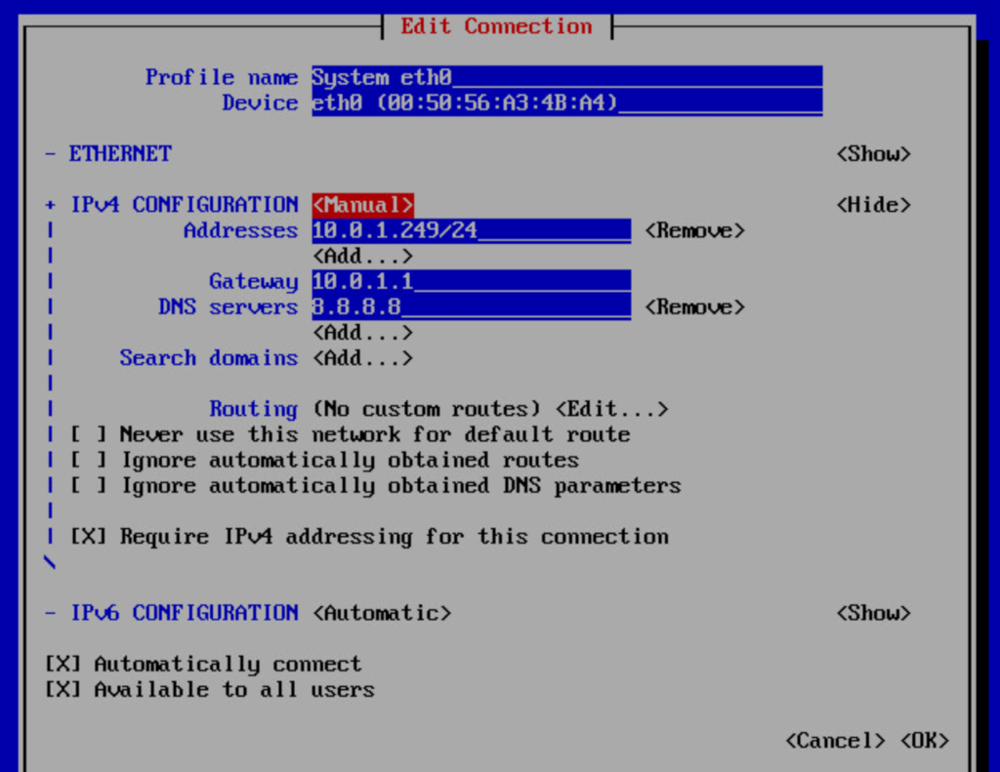 Edit Connection
Profile name System eth0
Device eth0 (00:50:56:A3:4B:A4)
- ETHERNET <Show>
+ IPv4 CONFIGURATION <Manual> <Hide>
Addresses 10.0.1.249/24 <Remove>
<Add...>
Gateway 10.0.1.1
DNS servers 8.8.8.8 <Remove>
<Add...>
Search domains <Add...>
Routing (No custom routes) <Edit...>
[ ] Never use this network for default route
[ ] Ignore automatically obtained routes
[ ] Ignore automatically obtained DNS parameters
[X] Require IPv4 addressing for this connection
- IPv6 CONFIGURATION <Automatic> <Show>
[X] Automatically connect
[X] Available to all users
<Cancel> <OK>